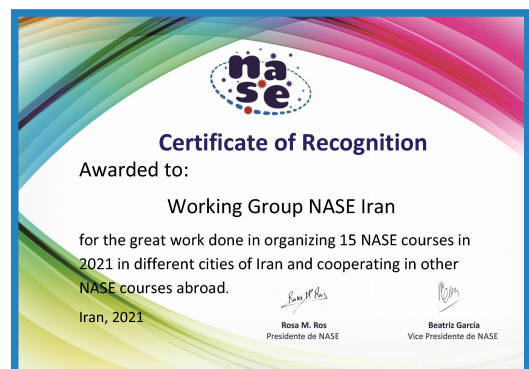 nase
Certificate of Recognition
Awarded to:
Working Group NASE Iran
for the great work done in organizing 15 NASE courses in
2021 in different cities of Iran and cooperating in other
NASE courses abroad.
Iran, 2021
Rosa M. Ros
Rosa M. Ros
Presidente de NASE
Beatriz García
Vice Presidente de NASE